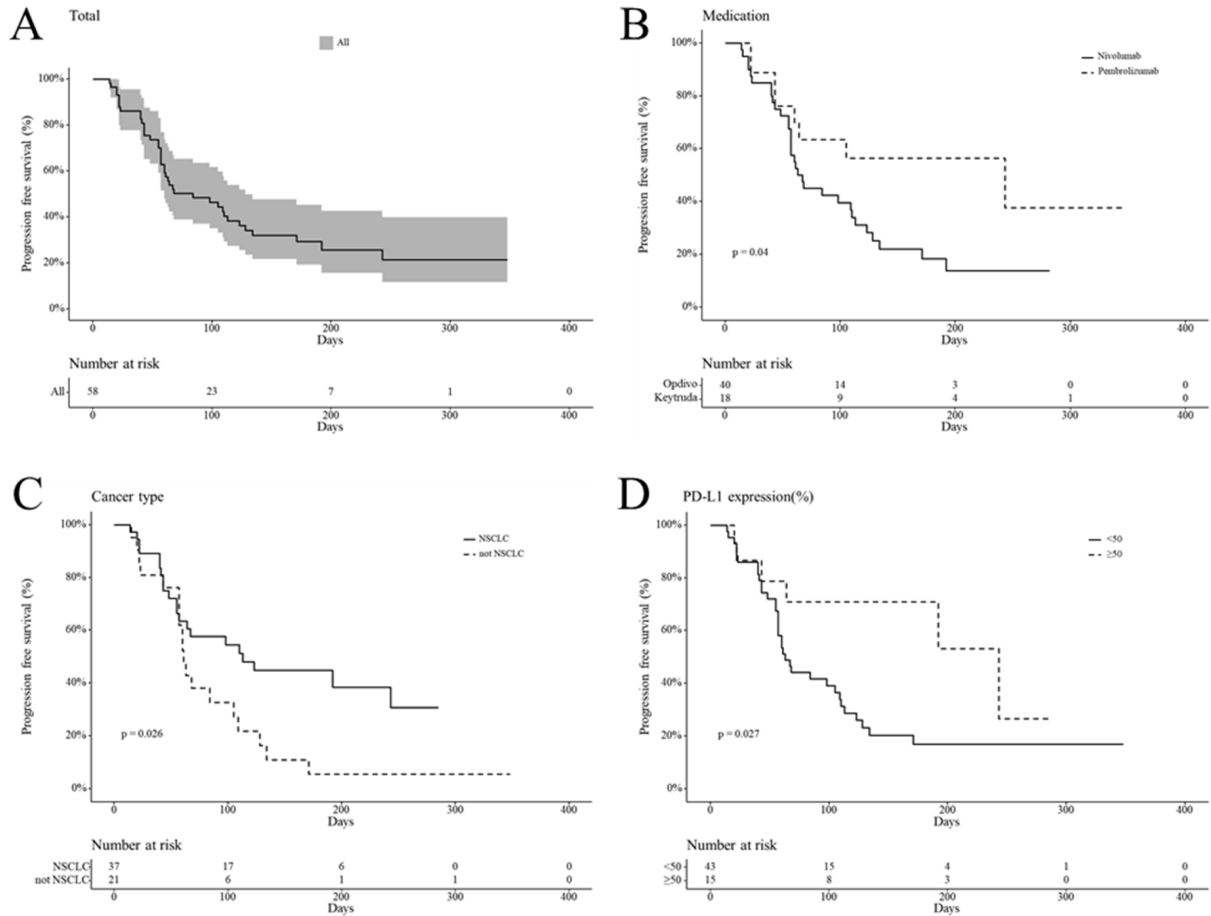 A
Total
All
Progression free survival (%)
100%
80%
60%
40%
20%
0%
0 100 200 300 400
Days
Number at risk
All 58 23 7 1 0
0 100 200 300 400
Days
B
Medication
Nivolumab
Pembrolizumab
Progression free survival (%)
100%
80%
60%
40%
20%
0%
p = 0.04
0 100 200 300 400
Days
Number at risk
Opdivo 40 14 3 0 0
Keytruda 18 9 4 1 0
0 100 200 300 400
Days
C
Cancer type
NSCLC
not NSCLC
Progression free survival (%)
100%
80%
60%
40%
20%
0%
p = 0.026
0 100 200 300 400
Days
Number at risk
NSCLC 37 17 6 0 0
not NSCLC 21 6 1 1 0
0 100 200 300 400
Days
D
PD-L1 expression(%)
<50
≥50
Progression free survival (%)
100%
80%
60%
40%
20%
0%
p = 0.027
0 100 200 300 400
Days
Number at risk
<50 43 15 4 1 0
≥50 15 8 3 0 0
0 100 200 300 400
Days